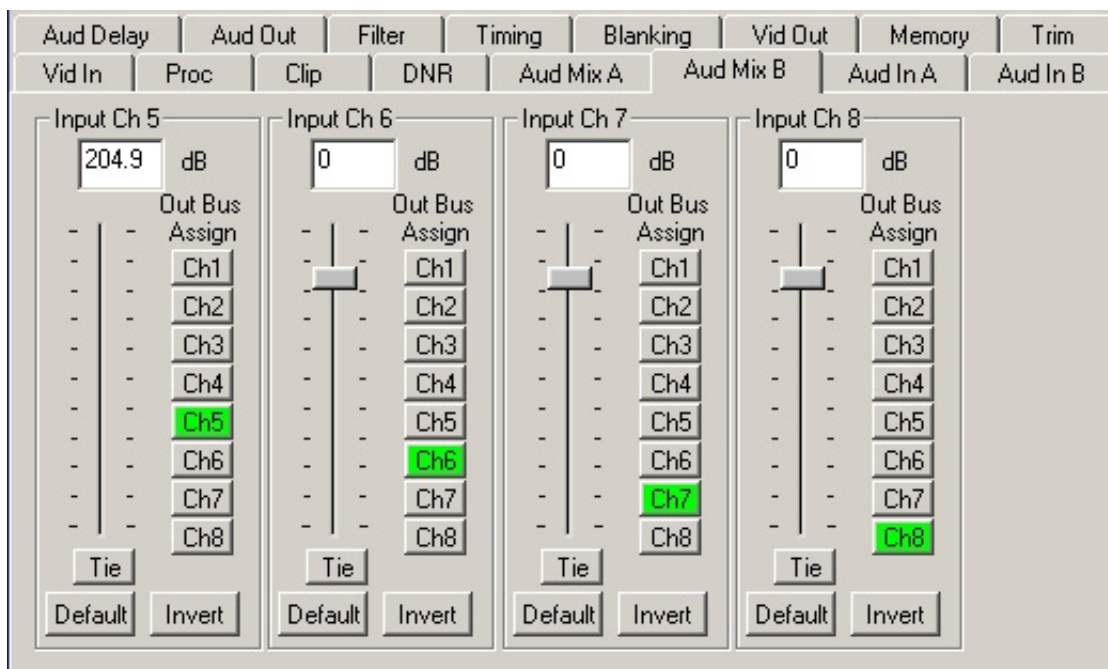 Aud Delay Aud Out Filter Timing Blanking Vid Out Memory Trim
Vid In Proc Clip DNR Aud Mix A Aud Mix B Aud In A Aud In B
Input Ch 5 Input Ch 6 Input Ch 7 Input Ch 8
204.9 dB 0 dB 0 dB 0 dB
Out Bus Out Bus Out Bus Out Bus
Assign Assign Assign Assign
Ch1 Ch1 Ch1 Ch1
Ch2 Ch2 Ch2 Ch2
Ch3 Ch3 Ch3 Ch3
Ch4 Ch4 Ch4 Ch4
Ch5 Ch5 Ch5 Ch5
Ch6 Ch6 Ch6 Ch6
Ch7 Ch7 Ch7 Ch7
Ch8 Ch8 Ch8 Ch8
Tie Tie Tie Tie
Default Invert Default Invert Default Invert Default Invert